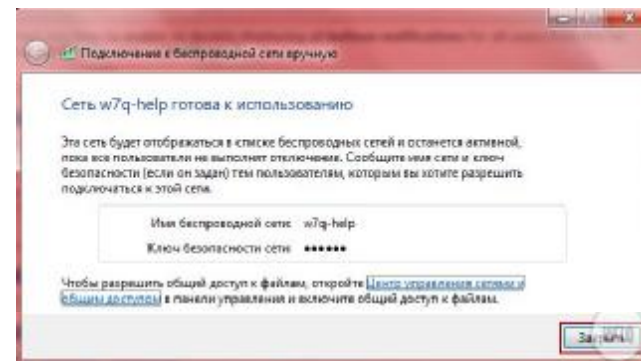 Подключение к беспроводной сети вручную
Сеть w7q-help готова к использованию
Эта сеть будет отображаться в списке беспроводных сетей и останется активной,
пока все пользователи не выполнят отключение. Сообщите имя сети и ключ
безопасности (если он задан) тем пользователям, которым вы хотите разрешить
подключаться к этой сети.
Имя беспроводной сети: w7q-help
Ключ безопасности сети: ••••••
Чтобы разрешить общий доступ к файлам, откройте Центр управления сетями и
общим доступом в панели управления и включите общий доступ к файлам.
Закрыть